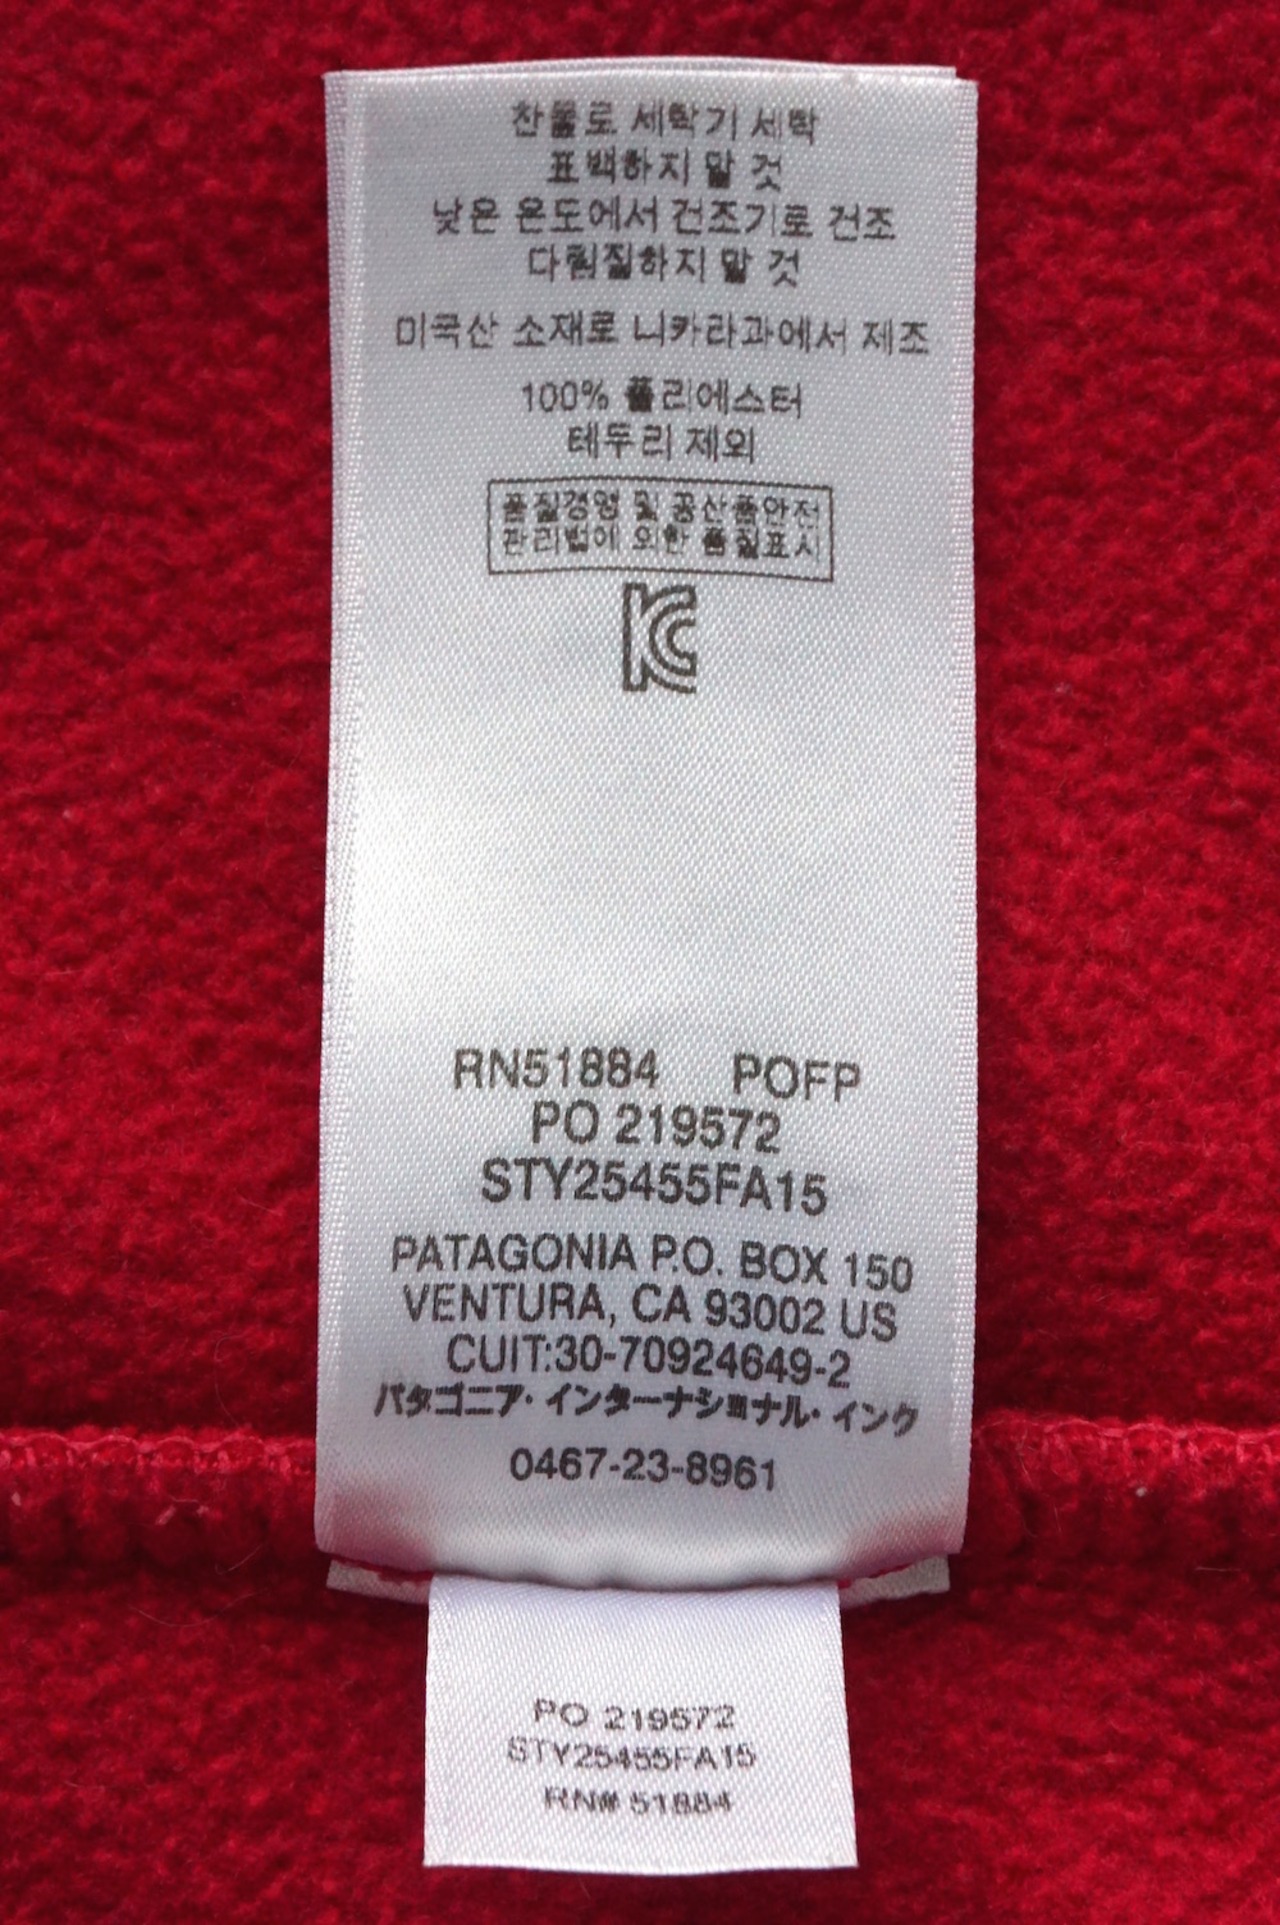 찬물로 세탁기 세탁
표백하지 말 것
낮은 온도에서 건조기로 건조
다림질하지 말 것
미국산 소재로 니카라과에서 제조
100% 폴리에스터
테두리 제외
품질경영 및 공산품안전
관리법에 의한 품질표시
KC
RN51884 POFP
PO 219572
STY25455FA15
PATAGONIA P.O. BOX 150
VENTURA, CA 93002 US
CUIT:30-70924649-2
パタゴニア・インターナショナル・インク
0467-23-8961
PO 219572
STY25455FA15
RN# 51884